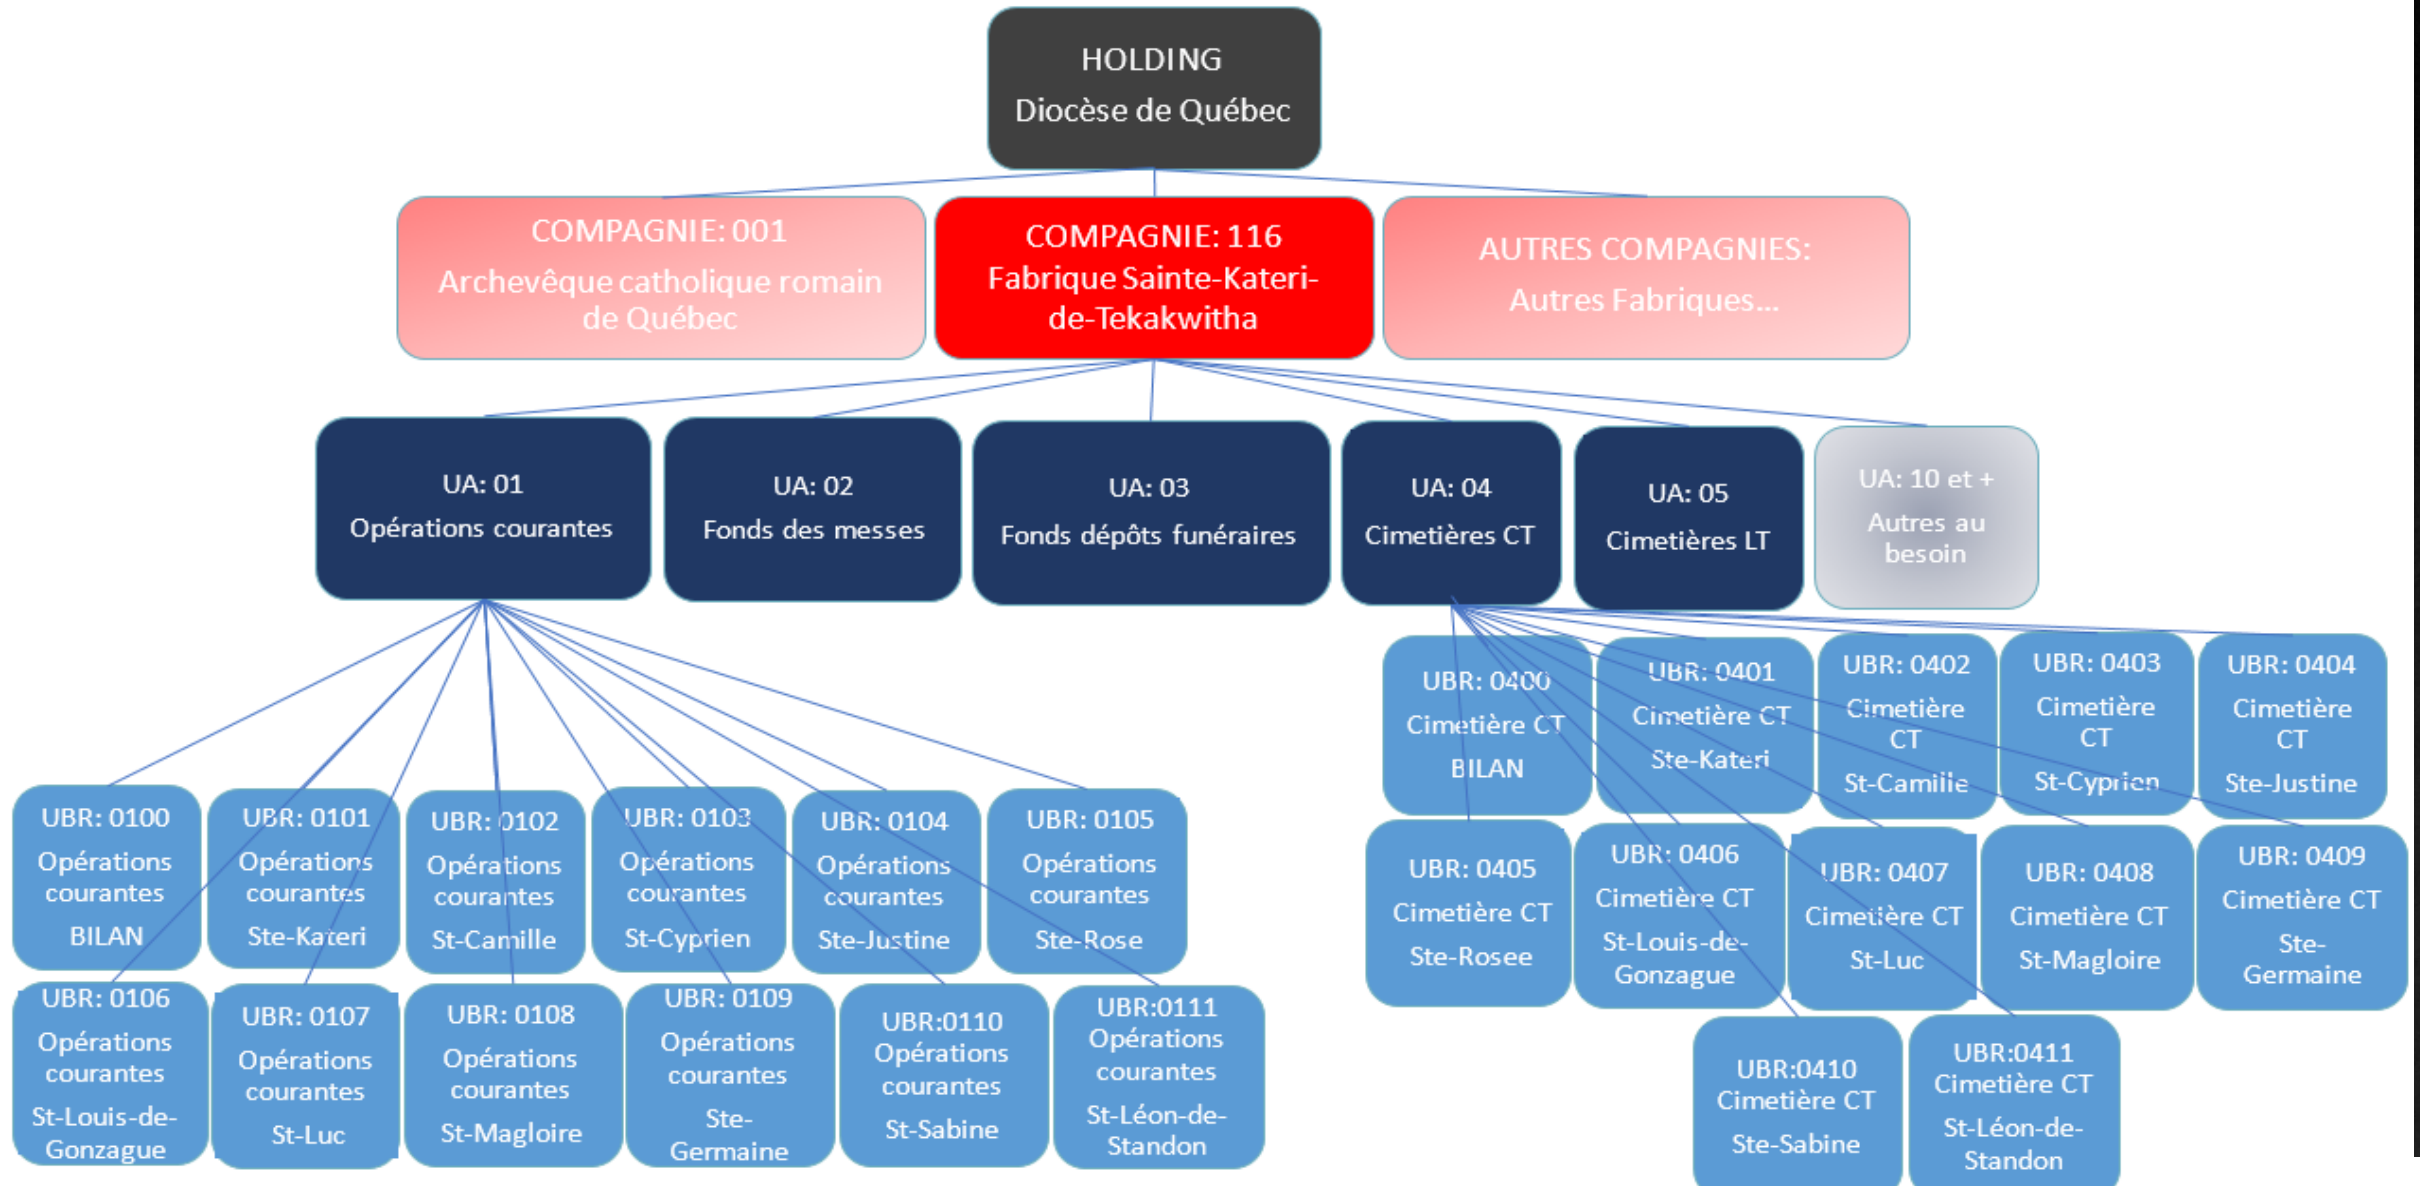 HOLDING
Diocèse de Québec
COMPAGNIE: 001
Archevêque catholique romain
de Québec
COMPAGNIE: 116
Fabrique Sainte-Kateri-
de-Tekakwitha
AUTRES COMPAGNIES:
Autres Fabriques...
UA: 01
Opérations courantes
UA: 02
Fonds des messes
UA: 03
Fonds dépôts funéraires
UA: 04
Cimetières CT
UA: 05
Cimetières LT
UA: 10 et +
Autres au
besoin
UBR: 0100
Opérations
courantes
BILAN
UBR: 0101
Opérations
courantes
Ste-Kateri
UBR: 0102
Opérations
courantes
St-Camille
UBR: 0103
Opérations
courantes
St-Cyprien
UBR: 0104
Opérations
courantes
Ste-Justine
UBR: 0105
Opérations
courantes
Ste-Rose
UBR: 0106
Opérations
courantes
St-Louis-de-
Gonzague
UBR: 0107
Opérations
courantes
St-Luc
UBR: 0108
Opérations
courantes
St-Magloire
UBR: 0109
Opérations
courantes
Ste-
Germaine
UBR:0110
Opérations
courantes
St-Sabine
UBR:0111
Opérations
courantes
St-Léon-de-
Standon
UBR: 0400
Cimetière CT
BILAN
UBR: 0401
Cimetière CT
Ste-Kateri
UBR: 0402
Cimetière
CT
St-Camille
UBR: 0403
Cimetière
CT
St-Cyprien
UBR: 0404
Cimetière
CT
Ste-Justine
UBR: 0405
Cimetière CT
Ste-Rosee
UBR: 0406
Cimetière CT
St-Louis-de-
Gonzague
UBR: 0407
Cimetière CT
St-Luc
UBR: 0408
Cimetière CT
St-Magloire
UBR: 0409
Cimetière CT
Ste-
Germaine
UBR:0410
Cimetière CT
Ste-Sabine
UBR:0411
Cimetière CT
St-Léon-de-
Standon